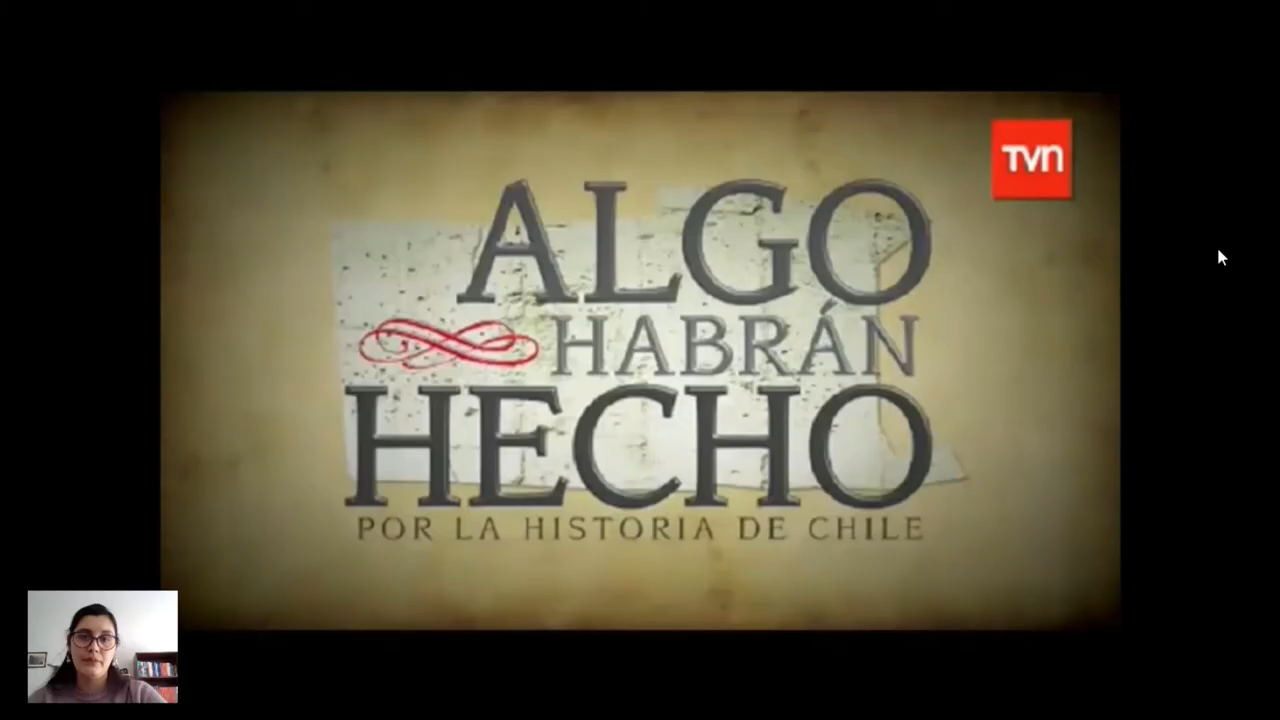 TVN
ALGO
HABRÁN
HECHO
POR LA HISTORIA DE CHILE